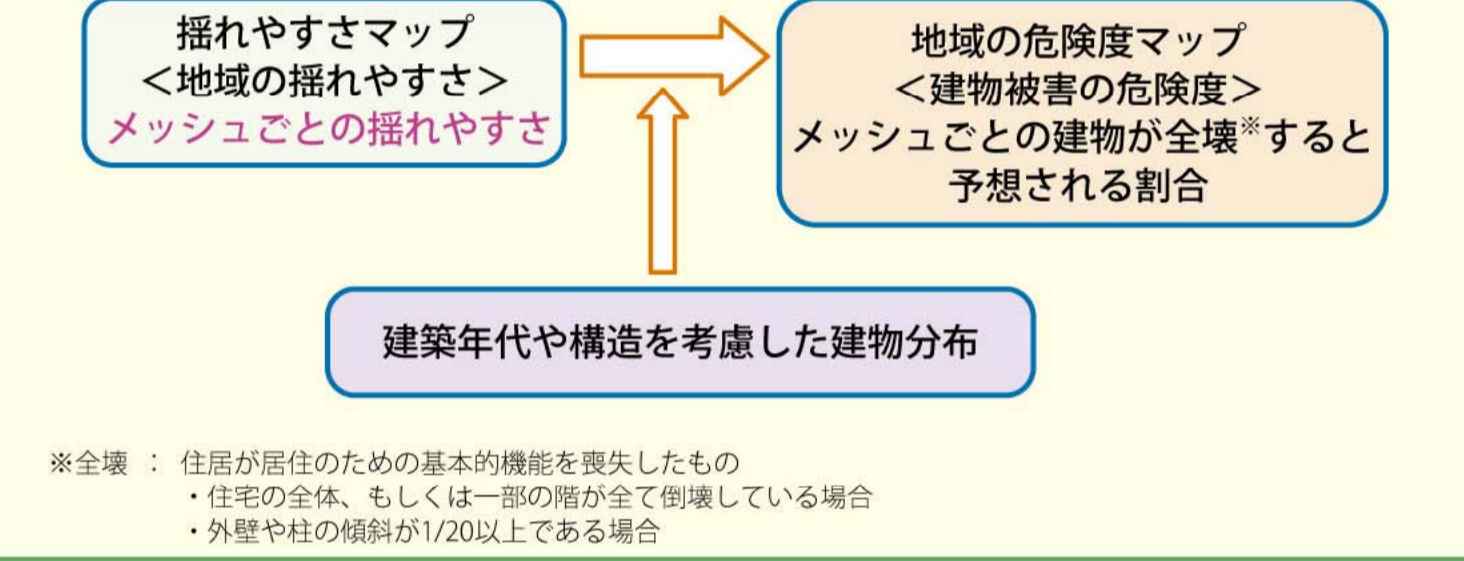 揺れやすさマップ
＜地域の揺れやすさ＞
メッシュごとの揺れやすさ
地域の危険度マップ
＜建物被害の危険度＞
メッシュごとの建物が全壊※すると
予想される割合
建築年代や構造を考慮した建物分布
※全壊 ： 住居が居住のための基本的機能を喪失したもの
・住宅の全体、もしくは一部の階が全て倒壊している場合
・外壁や柱の傾斜が1/20以上である場合